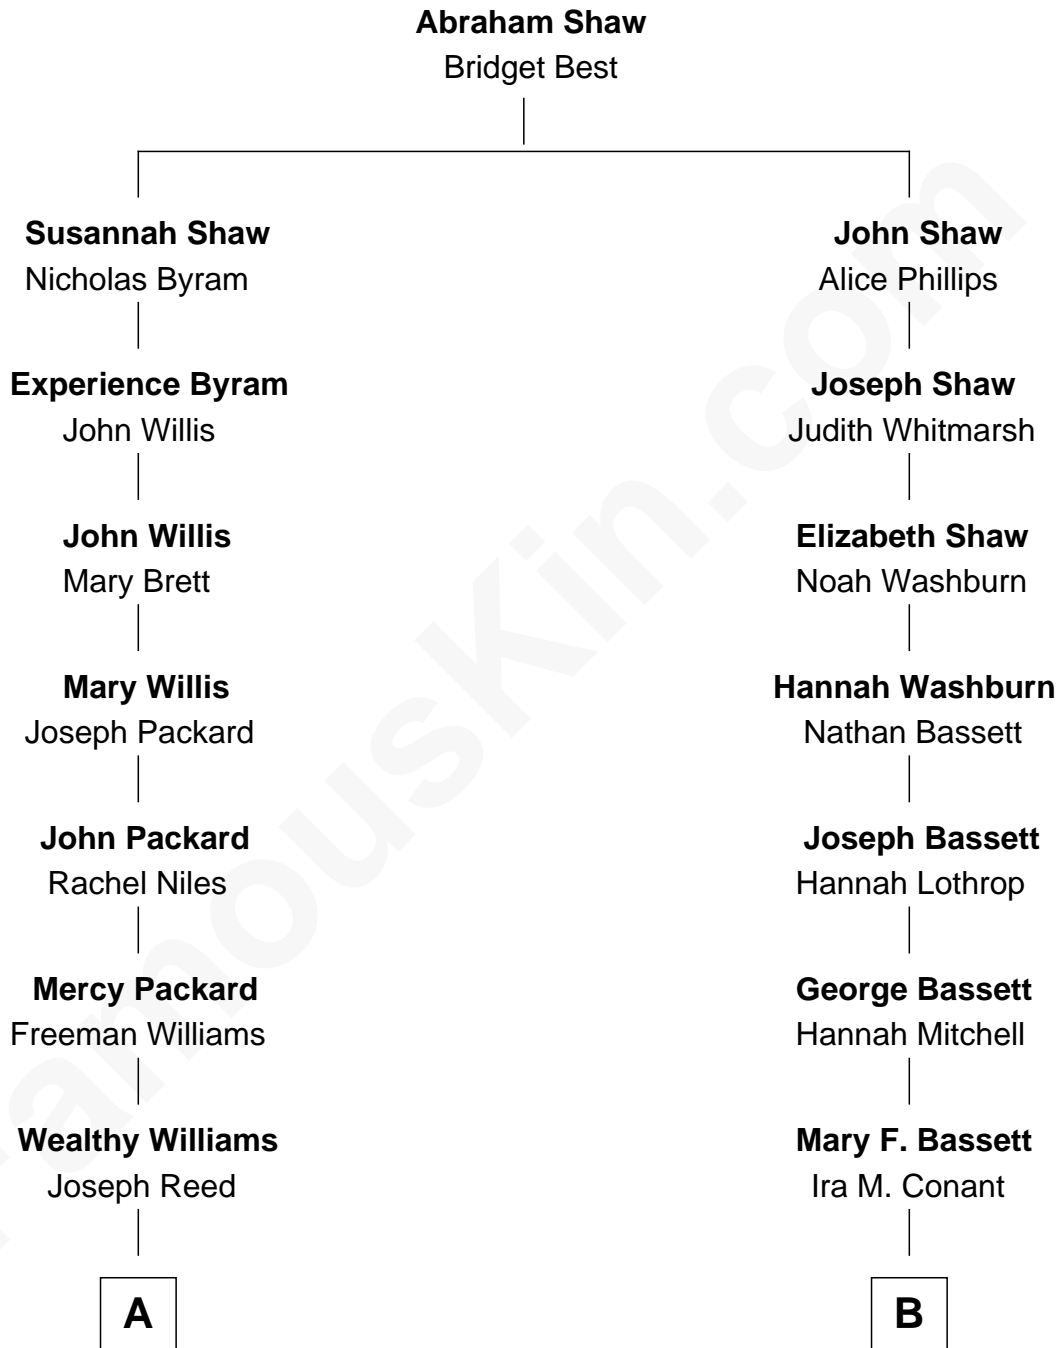 Abraham Shaw
Bridget Best
Susannah Shaw
Nicholas Byram
John Shaw
Alice Phillips
Experience Byram
John Willis
Joseph Shaw
Judith Whitmarsh
John Willis
Mary Brett
Elizabeth Shaw
Noah Washburn
Mary Willis
Joseph Packard
Hannah Washburn
Nathan Bassett
John Packard
Rachel Niles
Joseph Bassett
Hannah Lothrop
Mercy Packard
Freeman Williams
George Bassett
Hannah Mitchell
Wealthy Williams
Joseph Reed
Mary F. Bassett
Ira M. Conant
A
B
FamousKin.com